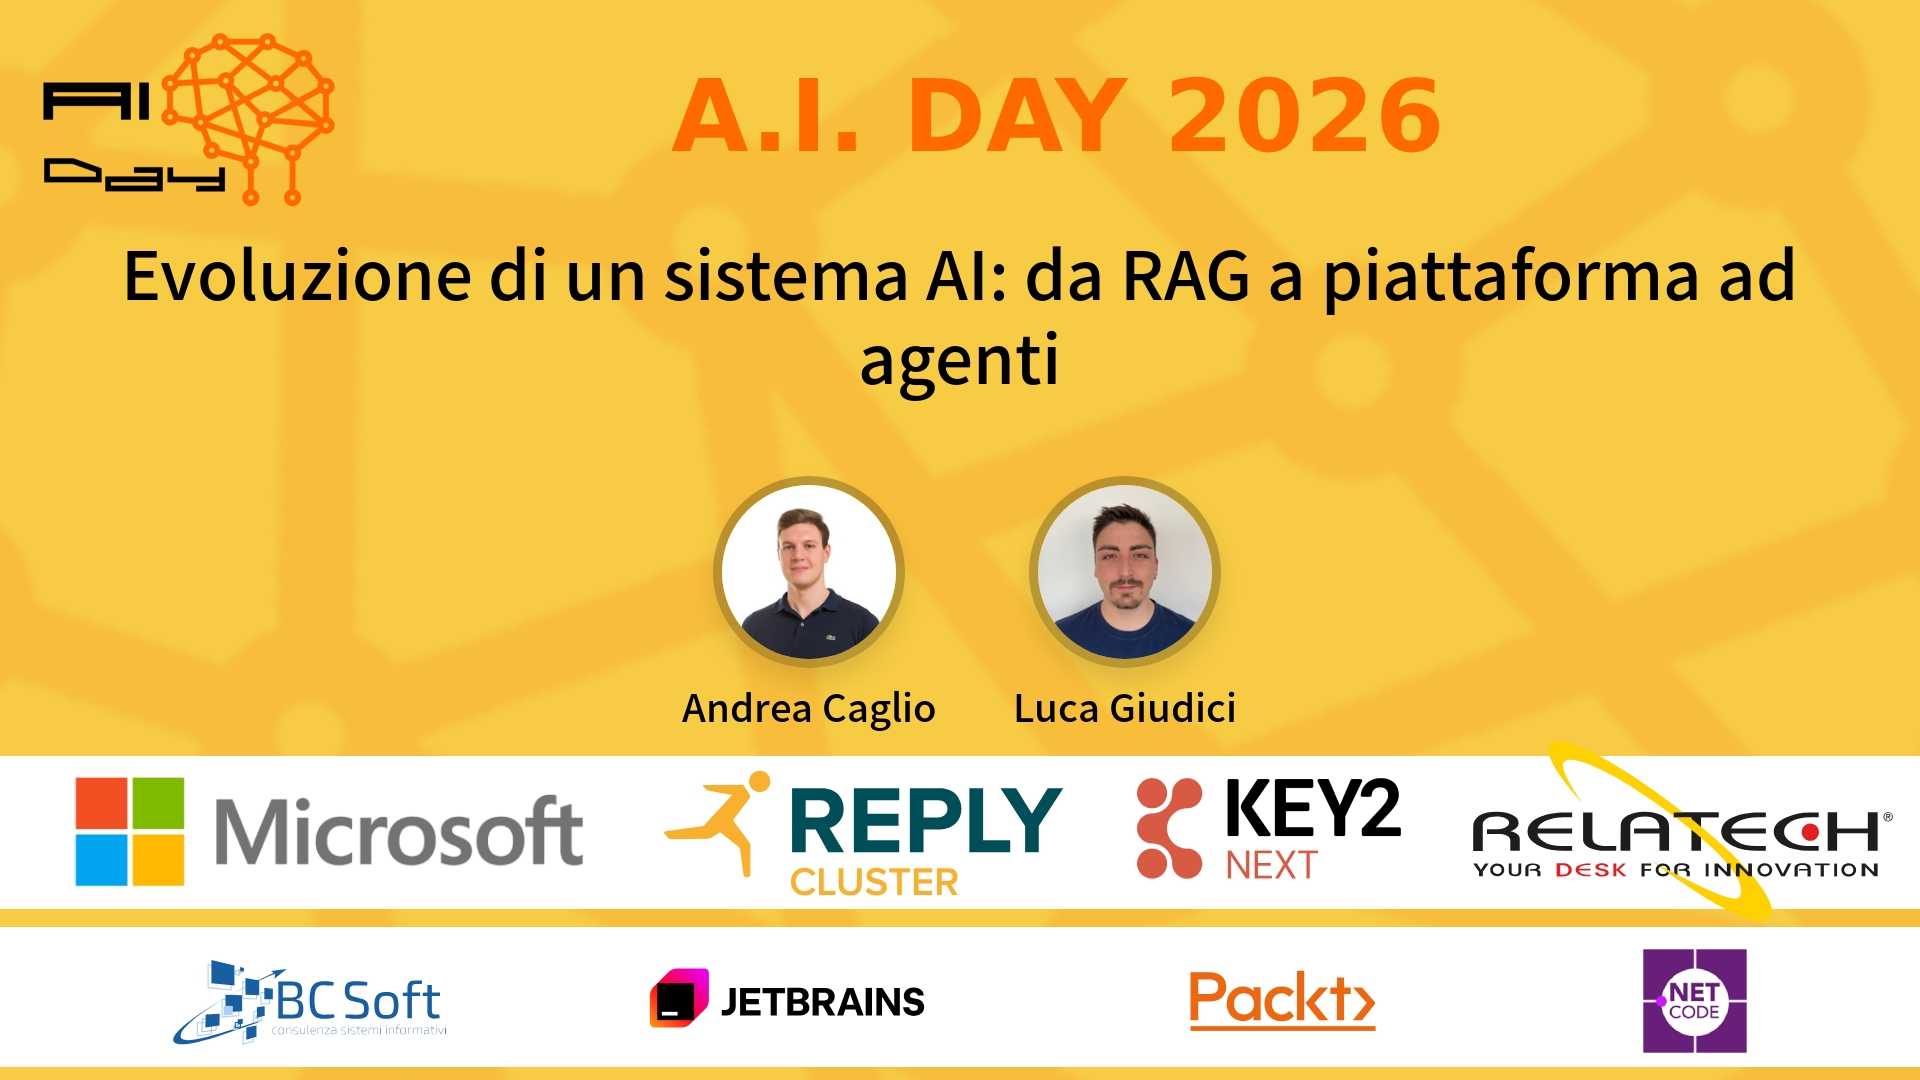 AI
Day
A.I. DAY 2026
Evoluzione di un sistema AI: da RAG a piattaforma ad
agenti
Andrea Caglio
Luca Giudici
Microsoft
REPLY
CLUSTER
KEY2
NEXT
RELATECH®
YOUR DESK FOR INNOVATION
BC Soft
consulenza sistemi informativi
JETBRAINS
Packt>
.NET
CODE